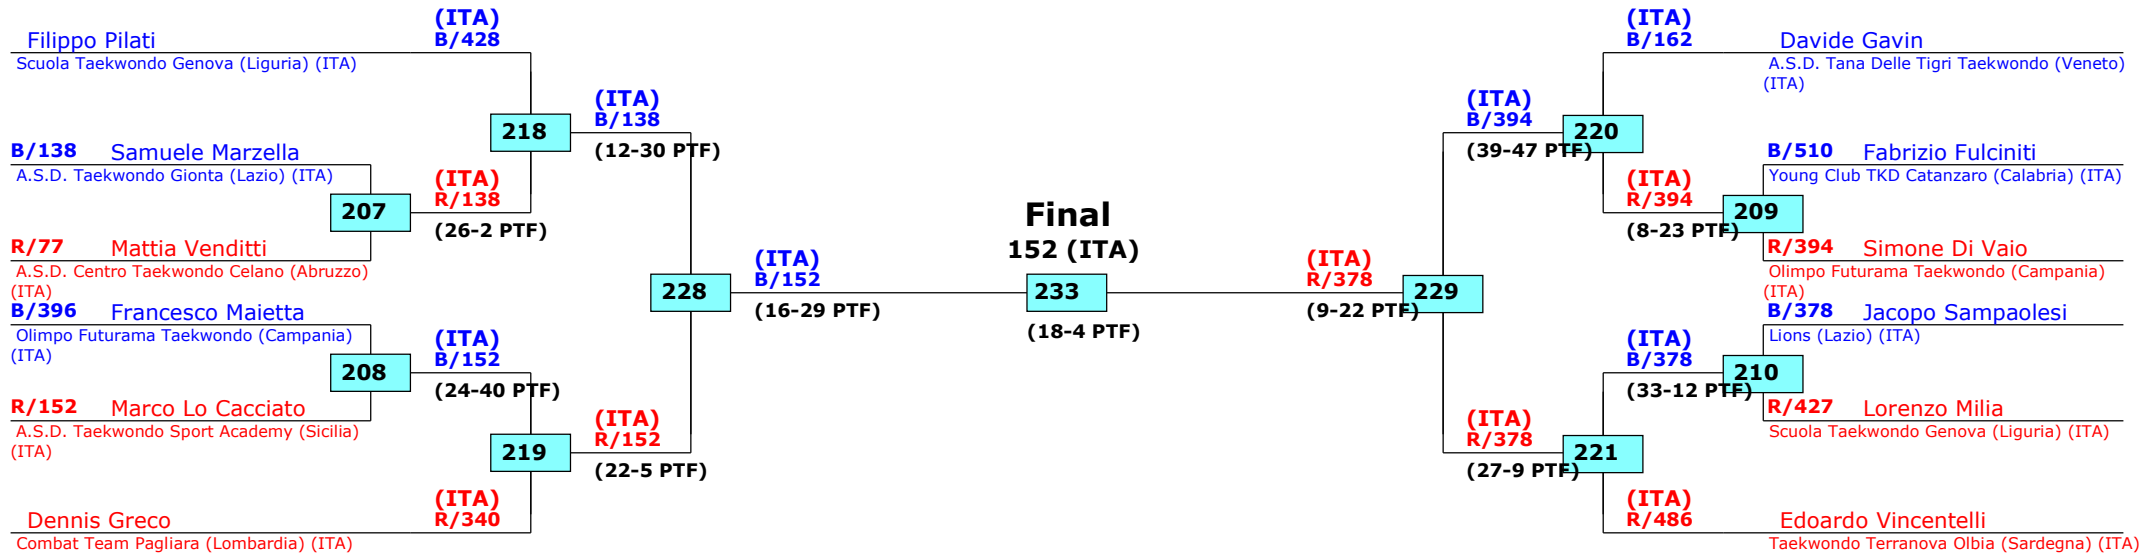 (ITA)
B/428
Filippo Pilati
Scuola Taekwondo Genova (Liguria) (ITA)
218
(ITA)
B/138
(12-30 PTF)
B/138 Samuele Marzella
A.S.D. Taekwondo Gionta (Lazio) (ITA)
207
(ITA)
R/138
(26-2 PTF)
R/77 Mattia Venditti
A.S.D. Centro Taekwondo Celano (Abruzzo)
(ITA)
228
(ITA)
B/152
(16-29 PTF)
B/396 Francesco Maietta
Olimpo Futurama Taekwondo (Campania)
(ITA)
208
(ITA)
B/152
(24-40 PTF)
R/152 Marco Lo Cacciato
A.S.D. Taekwondo Sport Academy (Sicilia)
(ITA)
219
(ITA)
R/152
(22-5 PTF)
(ITA)
R/340
Dennis Greco
Combat Team Pagliara (Lombardia) (ITA)
Final
152 (ITA)
233
(18-4 PTF)
(ITA)
B/162
Davide Gavin
A.S.D. Tana Delle Tigri Taekwondo (Veneto)
(ITA)
(ITA)
B/394
220
(39-47 PTF)
B/510 Fabrizio Fulciniti
Young Club TKD Catanzaro (Calabria) (ITA)
(ITA)
R/394
209
(8-23 PTF)
R/394 Simone Di Vaio
Olimpo Futurama Taekwondo (Campania)
(ITA)
(ITA)
R/378
229
(9-22 PTF)
B/378 Jacopo Sampaolesi
Lions (Lazio) (ITA)
(ITA)
B/378
210
(33-12 PTF)
R/427 Lorenzo Milia
Scuola Taekwondo Genova (Liguria) (ITA)
(ITA)
R/378
221
(27-9 PTF)
(ITA)
R/486
Edoardo Vincentelli
Taekwondo Terranova Olbia (Sardegna) (ITA)